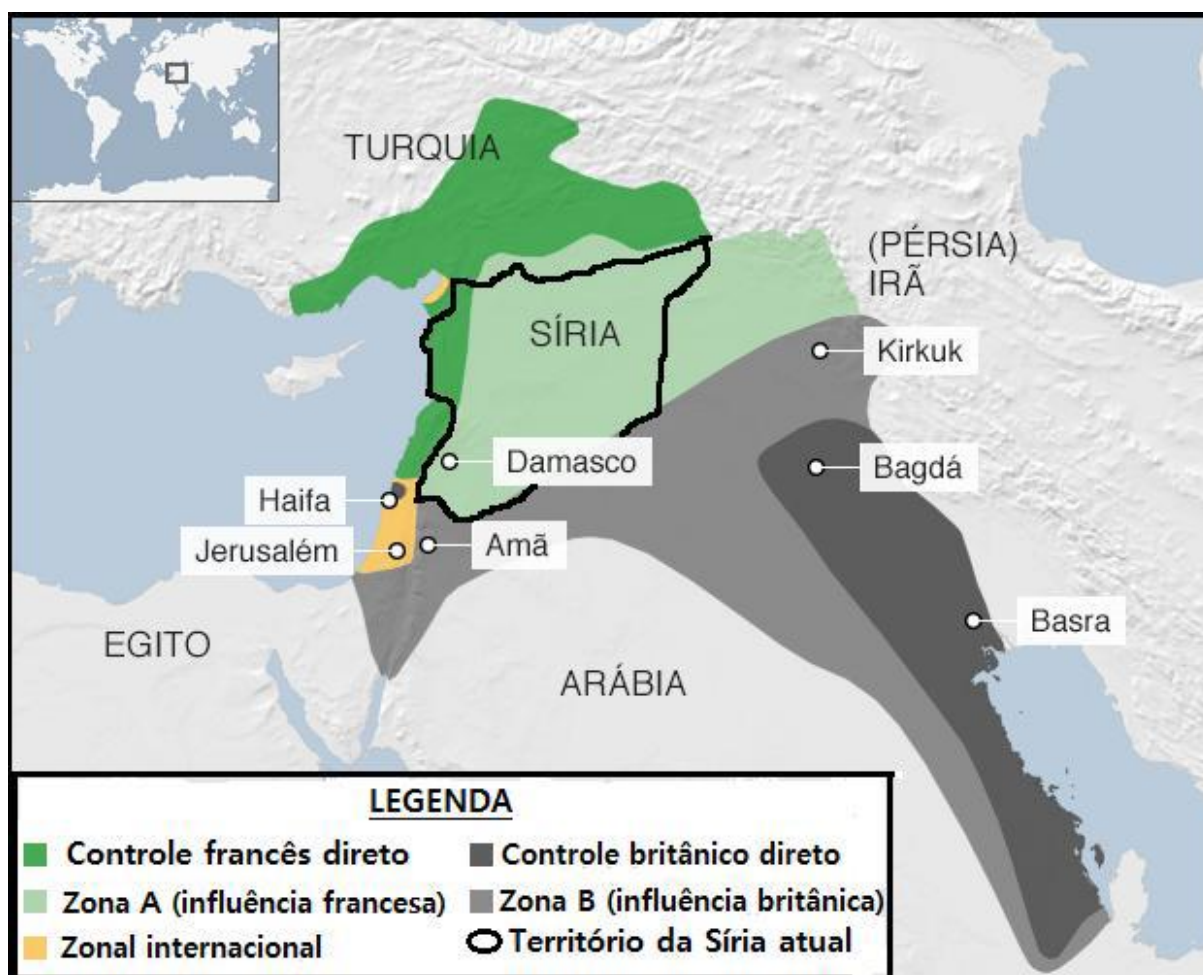 TURQUIA
(PÉRSIA)
IRÃ
SÍRIA
Kirkuk
Damasco
Bagdá
Haifa
Jerusalém
Amã
Basra
EGITO
ARÁBIA
LEGENDA
Controle francês direto
Controle britânico direto
Zona A (influência francesa)
Zona B (influência britânica)
Zonal internacional
Território da Síria atual